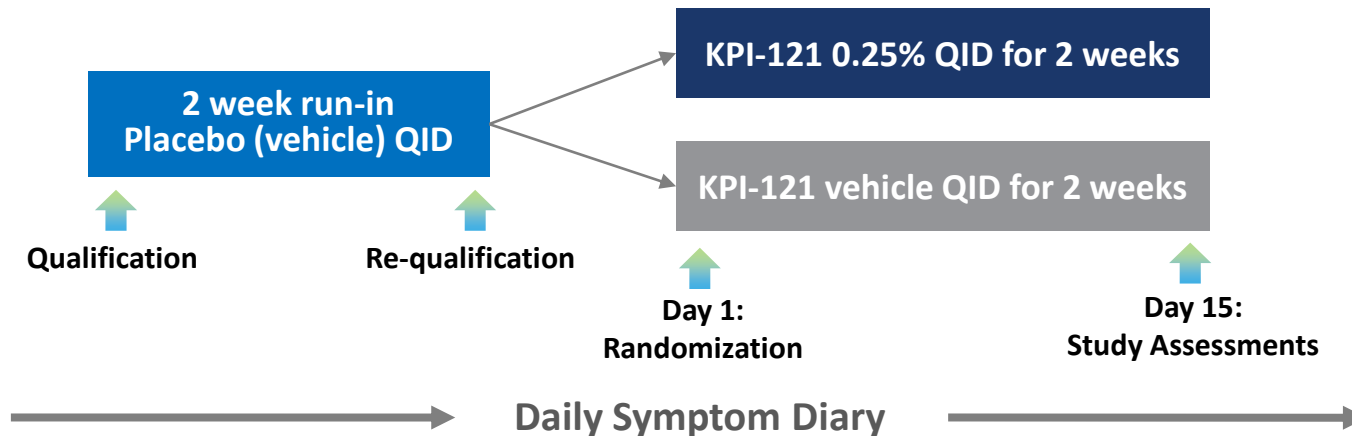 2 week run-in
Placebo (vehicle) QID
KPI-121 0.25% QID for 2 weeks
KPI-121 vehicle QID for 2 weeks
Qualification
Re-qualification
Day 1:
Randomization
Day 15:
Study Assessments
Daily Symptom Diary